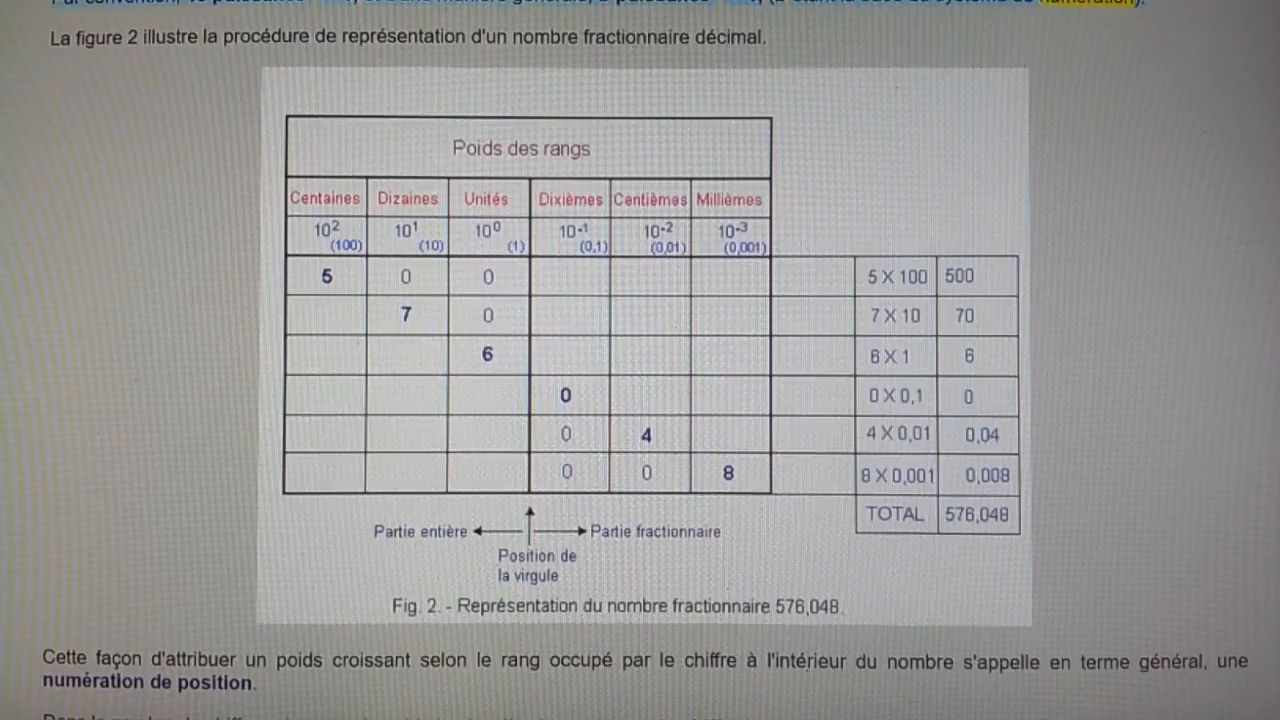 La figure 2 illustre la procédure de représentation d'un nombre fractionnaire décimal.
Poids des rangs
Centaines Dizaines Unités Dixièmes Centièmes Millièmes
10² (100) 10¹ (10) 10⁰ (1) 10-¹ (0,1) 10-² (0,01) 10-³ (0,001)
5 0 0 5 X 100 500
7 0 7 X 10 70
6 6 X 1 6
0 0 X 0,1 0
0 4 4 X 0,01 0,04
0 0 8 8 X 0,001 0,008
TOTAL 576,048
Partie entière Partie fractionnaire
Position de
la virgule
Fig. 2. - Représentation du nombre fractionnaire 576,048.
Cette façon d'attribuer un poids croissant selon le rang occupé par le chiffre à l'intérieur du nombre s'appelle en terme général, une
numération de position.